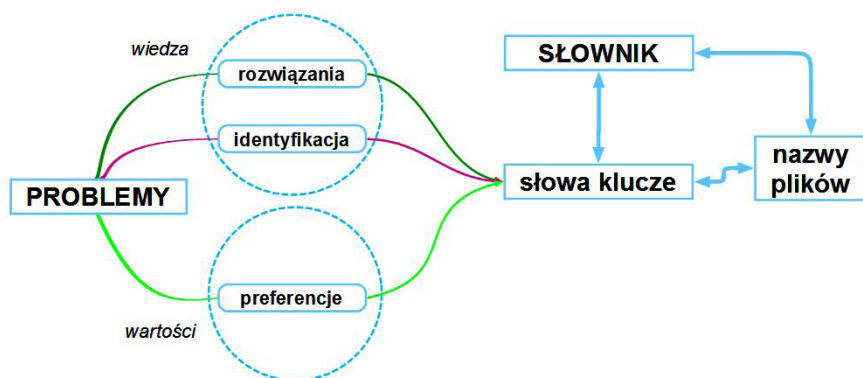 wiedza
rozwiązania
identyfikacja
PROBLEMY
preferencje
wartości
SŁOWNIK
słowa klucze
nazwy
plików